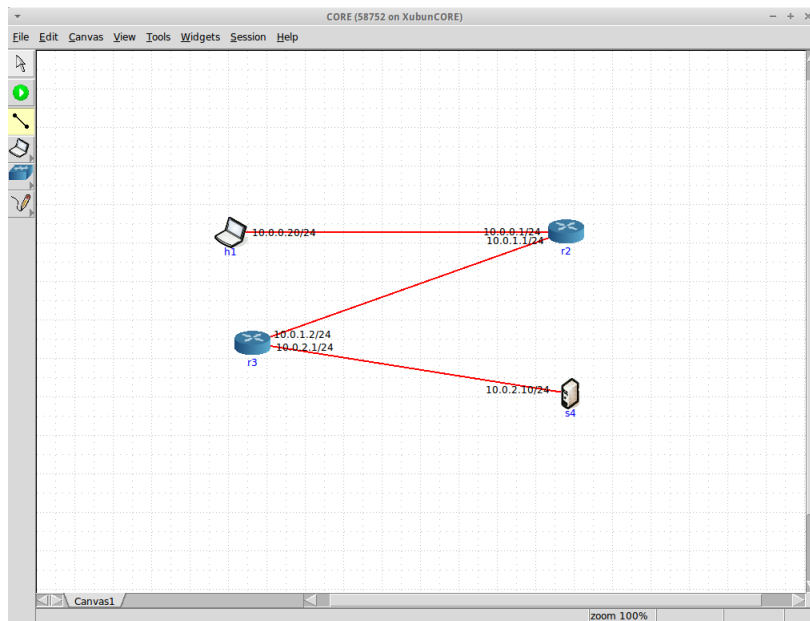 CORE (58752 on XubunCORE)
File Edit Canvas View Tools Widgets Session Help
10.0.0.20/24
10.0.0.1/24
10.0.1.1/24
h1
r2
10.0.1.2/24
10.0.2.1/24
r3
10.0.2.10/24
s4
Canvas1
zoom 100%